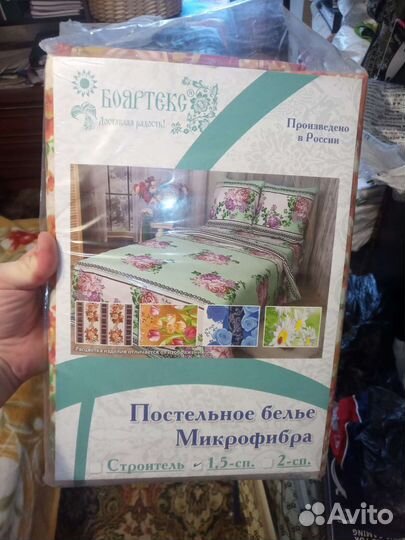 БОЯРТЕКС®
Доставляя радость!
Произведено
в России
Расцветка изделия отличается от изображения
Постельное белье
Микрофибра
Строитель 1.5-сп. 2-сп.
Avito